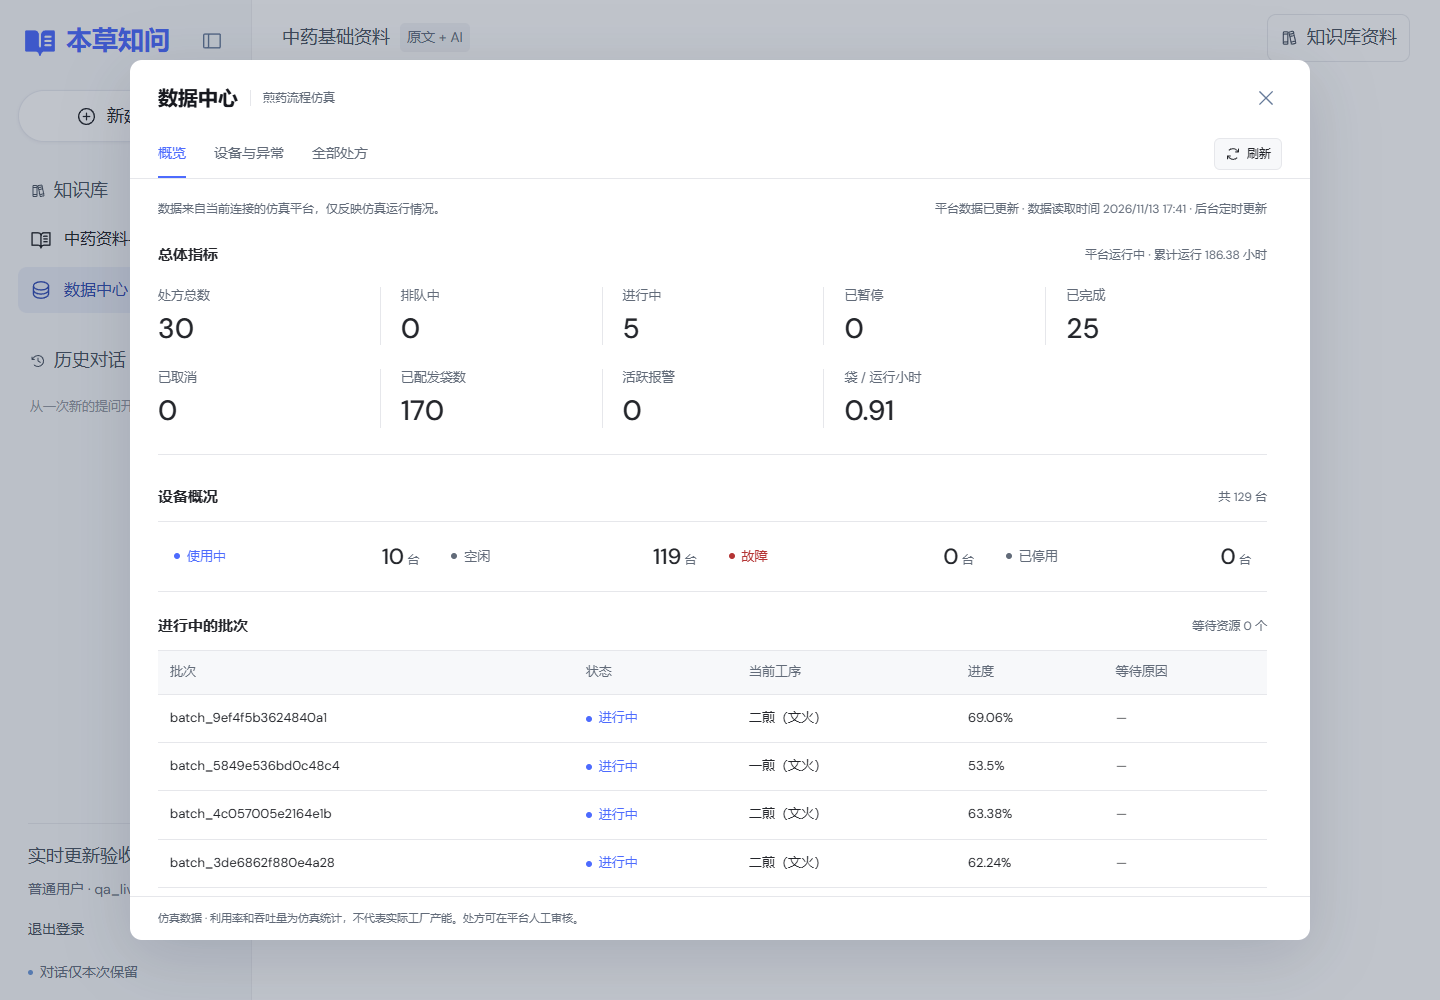 本草知问
中药基础资料
原文 + AI
知识库资料
新建
知识库
中药资料
数据中心
历史对话
从一次新的提问开
实时更新验收
普通用户 · qa_liv
退出登录
对话仅本次保留
数据中心
煎药流程仿真
概览
设备与异常
全部处方
刷新
数据来自当前连接的仿真平台，仅反映仿真运行情况。
平台数据已更新 · 数据读取时间 2026/11/13 17:41 · 后台定时更新
总体指标
平台运行中 · 累计运行 186.38 小时
处方总数 排队中 进行中 已暂停 已完成
30 0 5 0 25
已取消 已配发袋数 活跃报警 袋 / 运行小时
0 170 0 0.91
设备概况
共 129 台
使用中 10 台 空闲 119 台 故障 0 台 已停用 0 台
进行中的批次
等待资源 0 个
批次 状态 当前工序 进度 等待原因
batch_9ef4f5b3624840a1 进行中 二煎（文火） 69.06% —
batch_5849e536bd0c48c4 进行中 一煎（文火） 53.5% —
batch_4c057005e2164e1b 进行中 二煎（文火） 63.38% —
batch_3de6862f880e4a28 进行中 二煎（文火） 62.24% —
仿真数据 · 利用率和吞吐量为仿真统计，不代表实际工厂产能。处方可在平台人工审核。